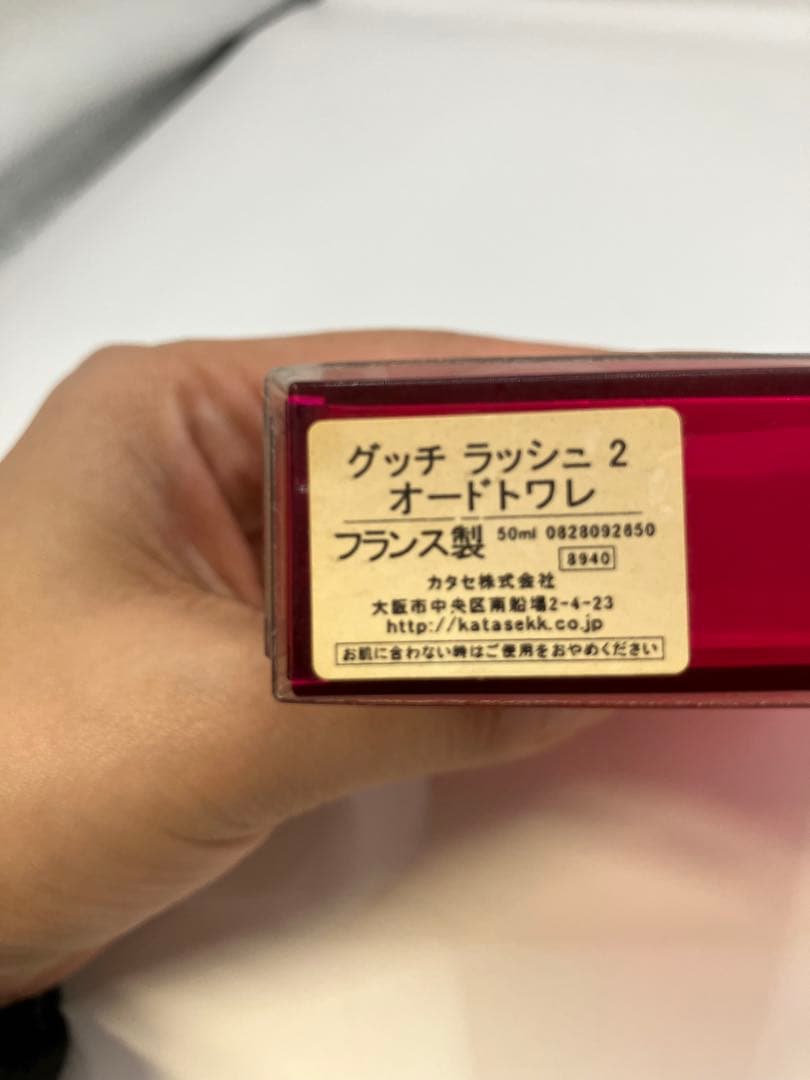 グッチ ラッシュ 2
オードトワレ
フランス製 50ml 0828092650
8940
カタセ株式会社
大阪市中央区南船場2-4-23
http://katasekk.co.jp
お肌に合わない時はご使用をおやめください